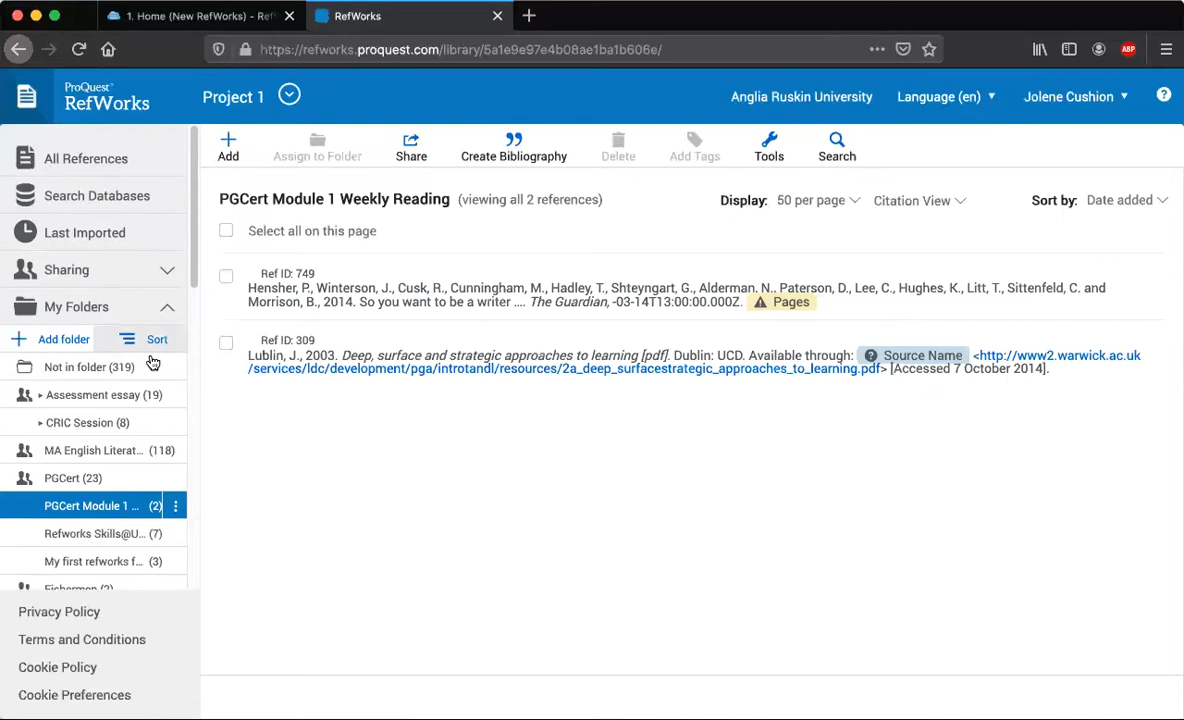 1. Home (New RefWorks) - Ref
RefWorks
https://refworks.proquest.com/library/5a1e9e97e4b08ae1ba1b606e/
ABP
ProQuest
RefWorks
Project 1
Anglia Ruskin University
Language (en)
Jolene Cushion
All References
Search Databases
Last Imported
Sharing
My Folders
Add folder
Sort
Not in folder (319)
Assessment essay (19)
CRIC Session (8)
MA English Literat... (118)
PGCert (23)
PGCert Module 1 ... (2)
Refworks Skills@U... (7)
My first refworks f... (3)
Fishermen (2)
Privacy Policy
Terms and Conditions
Cookie Policy
Cookie Preferences
Add
Assign to Folder
Share
Create Bibliography
Delete
Add Tags
Tools
Search
PGCert Module 1 Weekly Reading (viewing all 2 references)
Display: 50 per page Citation View Sort by: Date added
Select all on this page
Ref ID: 749
Hensher, P., Winterson, J., Cusk, R., Cunningham, M., Hadley, T., Shteyngart, G., Alderman, N., Paterson, D., Lee, C., Hughes, K., Litt, T., Sittenfeld, C. and
Morrison, B., 2014. So you want to be a writer .... The Guardian, -03-14T13:00:00.000Z. Pages
Ref ID: 309
Lublin, J., 2003. Deep, surface and strategic approaches to learning [pdf]. Dublin: UCD. Available through: Source Name <http://www2.warwick.ac.uk
/services/ldc/development/pga/introtandl/resources/2a_deep_surfacestrategic_approaches_to_learning.pdf> [Accessed 7 October 2014].